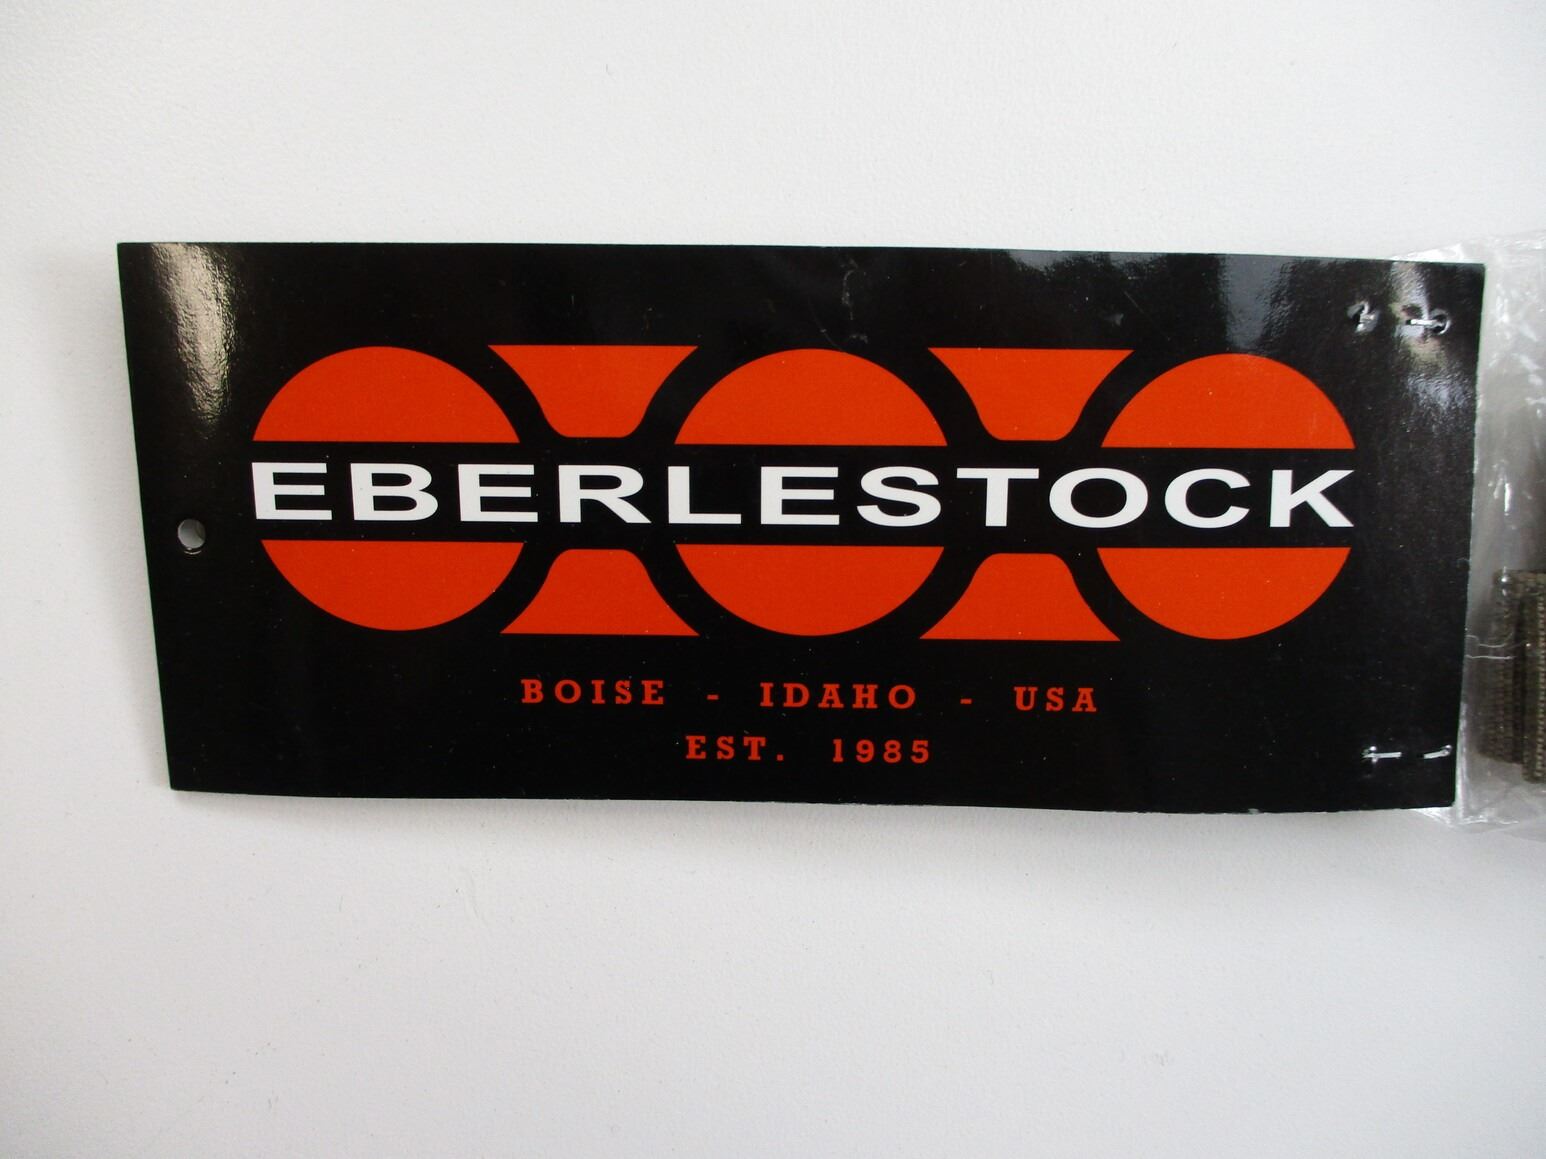 EBERLESTOCK
BOISE - IDAHO - USA
EST. 1985